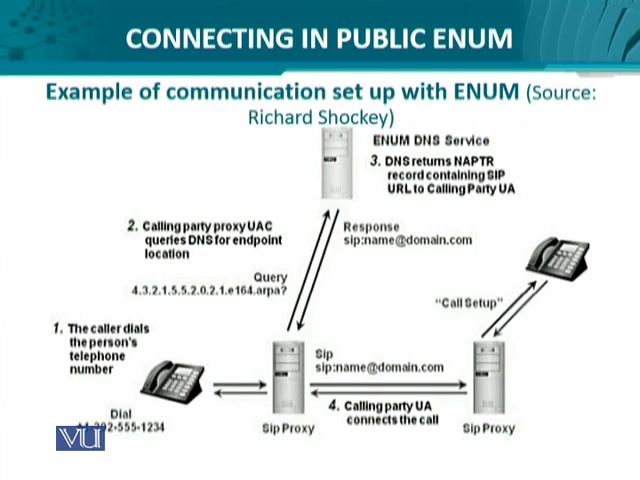 CONNECTING IN PUBLIC ENUM
Example of communication set up with ENUM (Source:
Richard Shockey)
ENUM DNS Service
3. DNS returns NAPTR
record containing SIP
URL to Calling Party UA
2. Calling party proxy UAC
queries DNS for endpoint
location
Response
sip:name@domain.com
Query
4.3.2.1.5.5.2.0.2.1.e164.arpa?
"Call Setup"
1. The caller dials
the person's
telephone
number
Sip
sip:name@domain.com
4. Calling party UA
connects the call
Dial
2-555-1234
Sip Proxy
Sip Proxy
VU